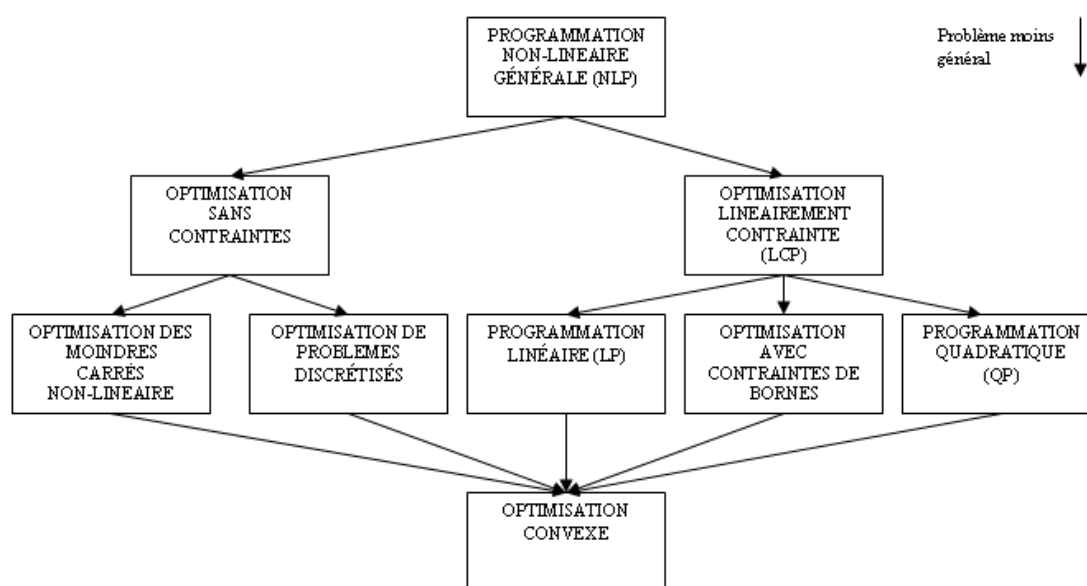 PROGRAMMATION
NON-LINEAIRE
GÉNÉRALE (NLP)
Problème moins
général
OPTIMISATION
SANS
CONTRAINTES
OPTIMISATION
LINEAIREMENT
CONTRAINTE
(LCP)
OPTIMISATION DES
MOINDRES
CARRÉS
NON-LINEAIRE
OPTIMISATION DE
PROBLEMES
DISCRÉTISÉS
PROGRAMMATION
LINÉAIRE (LP)
OPTIMISATION
AVEC
CONTRAINTES DE
BORNES
PROGRAMMATION
QUADRATIQUE
(QP)
OPTIMISATION
CONVEXE